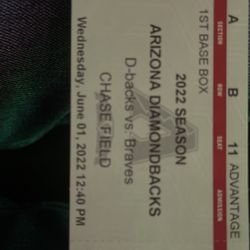 A B 11 ADVANTAGE
SECTION ROW SEAT ADMISSION
1ST BASE BOX
2022 SEASON
ARIZONA DIAMONDBACKS
D-backs vs. Braves
CHASE FIELD
Wednesday, June 01, 2022 12:40 PM